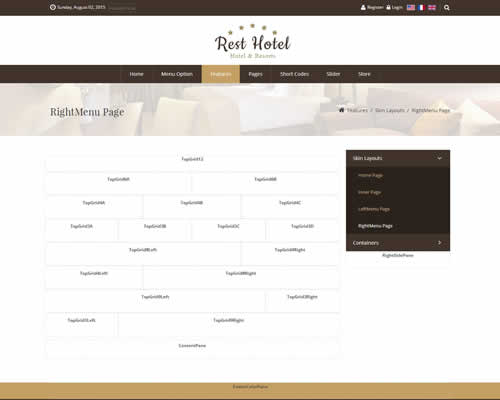 Sunday, August 02, 2015
Register Login
Rest Hotel
Hotel & Resorts
Home Menu Option Features Pages Short Codes Slider Store
RightMenu Page
Features / Skin Layouts / RightMenu Page
TopGrid12
Skin Layouts
TopGrid6A TopGrid6B
Home Page
TopGrid4A TopGrid4B TopGrid4C
Inner Page
LeftMenu Page
TopGrid3A TopGrid3B TopGrid3C TopGrid3D
RightMenu Page
Containers
TopGrid8Left TopGrid4Right
RightSidePane
TopGrid4Left TopGrid8Right
TopGrid9Left TopGrid3Right
TopGrid3Left TopGrid9Right
ContentPane